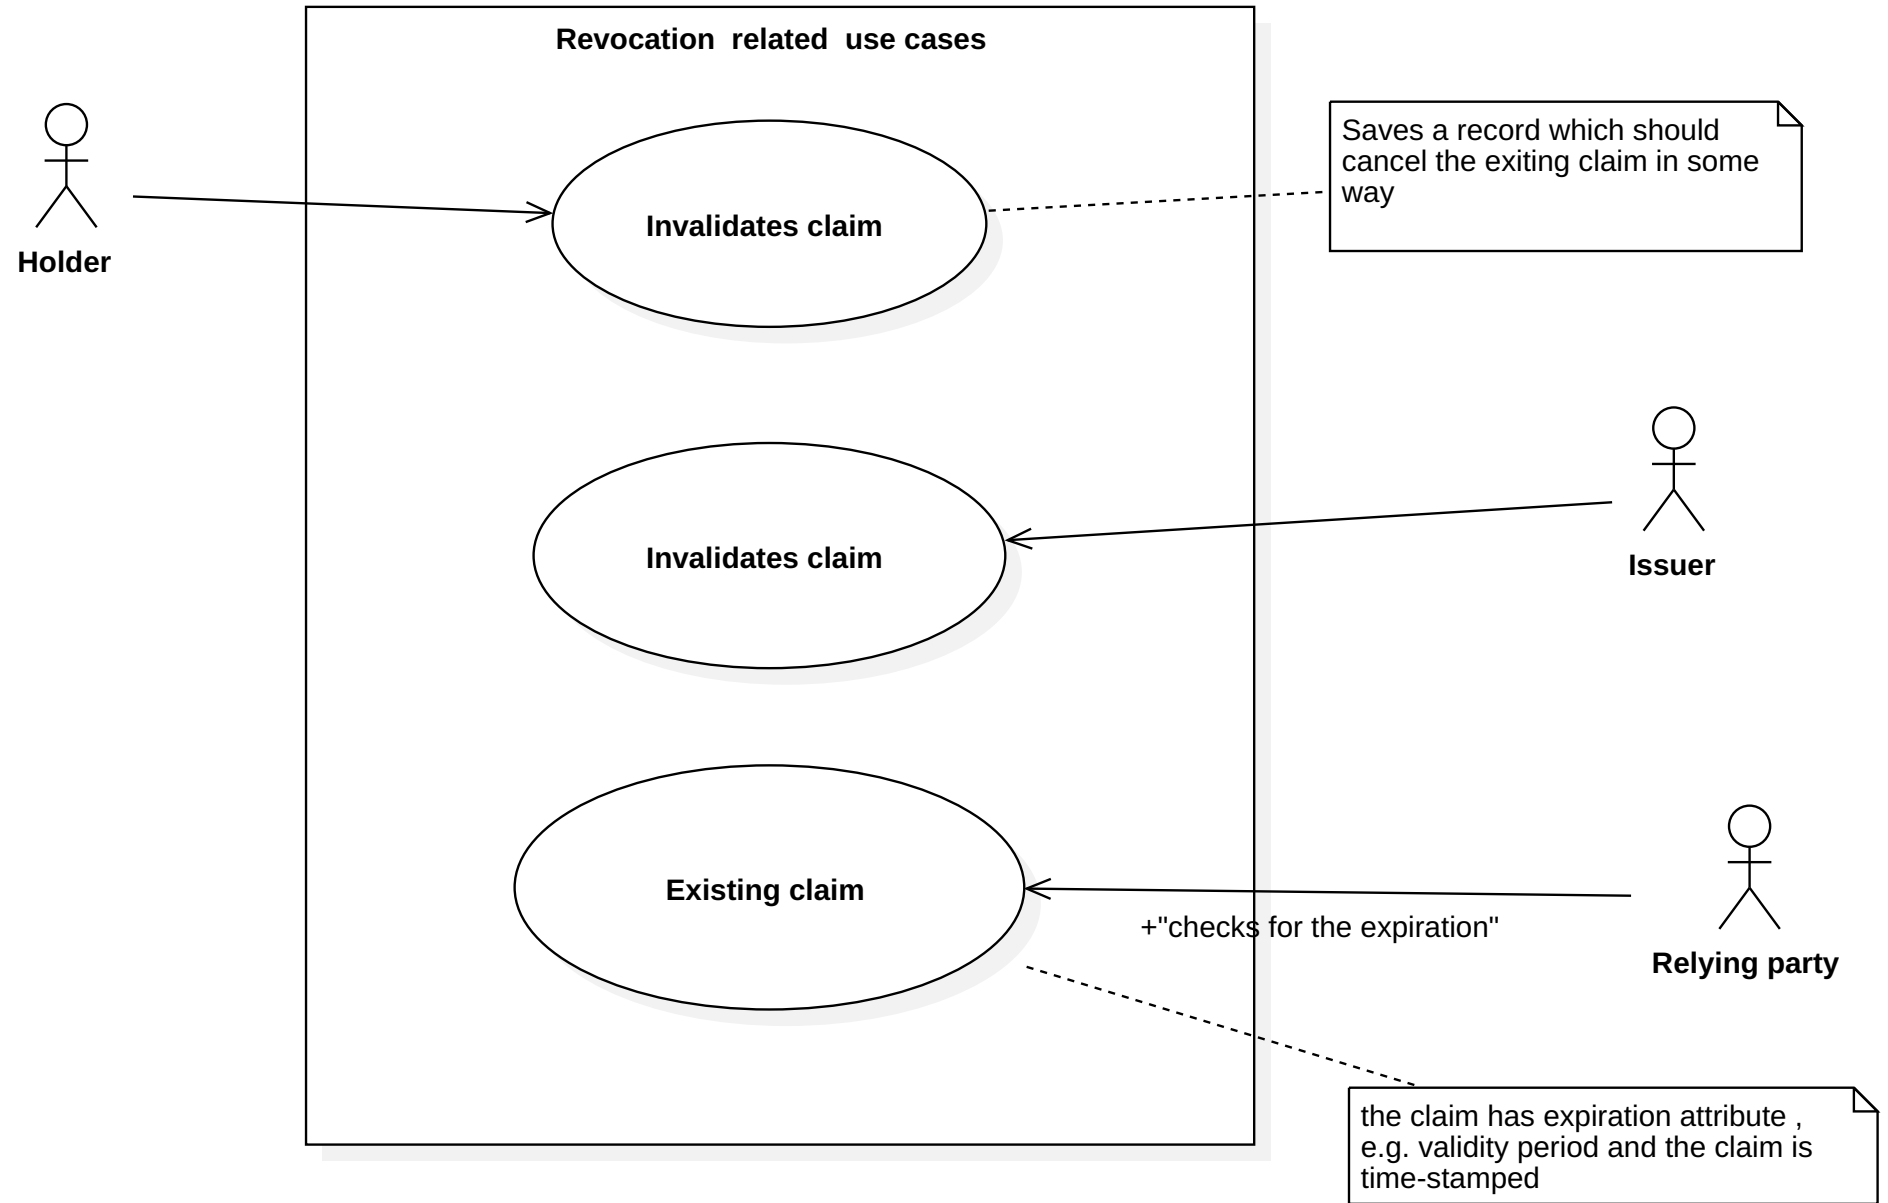 Revocation  related  use cases
Holder
Invalidates claim
Saves a record which should
cancel the exiting claim in some
way
Invalidates claim
Issuer
Existing claim
+"checks for the expiration"
Relying party
the claim has expiration attribute ,
e.g. validity period and the claim is
time-stamped